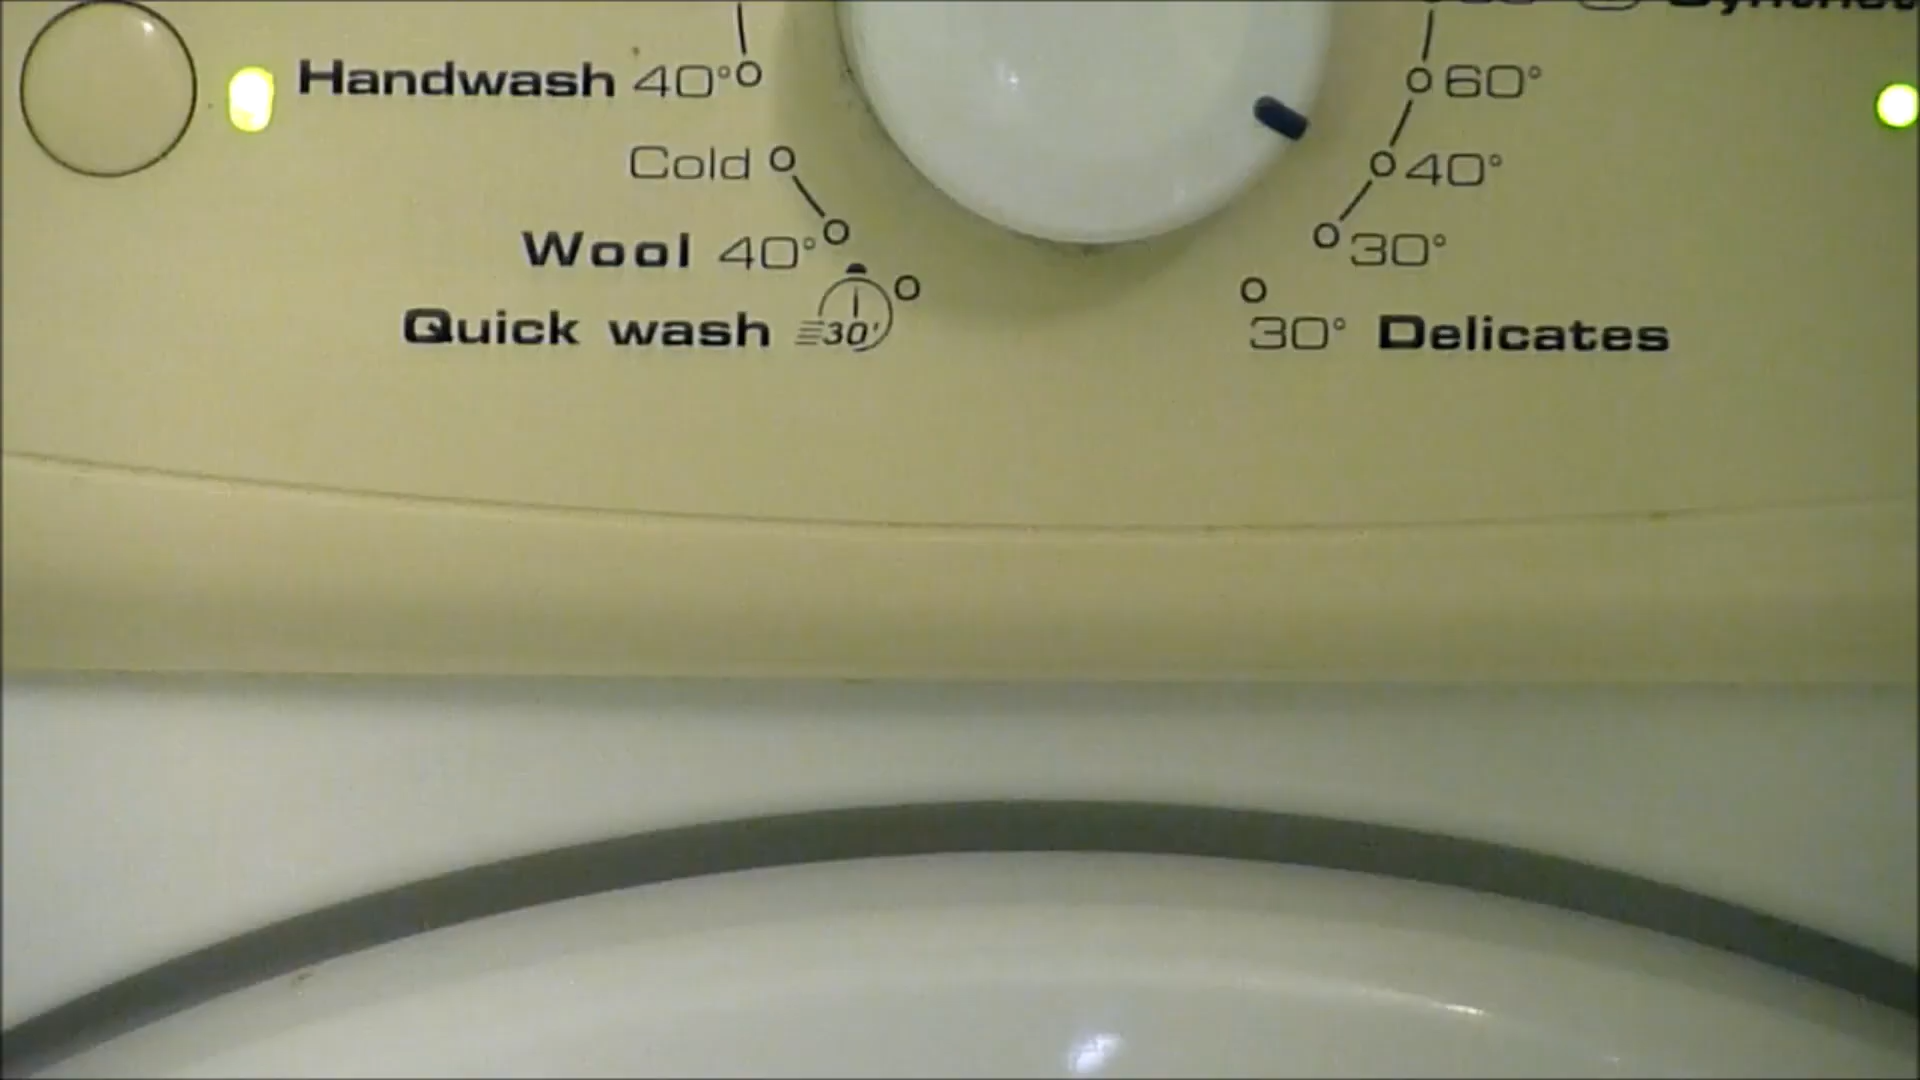 Handwash 40°
Cold
Wool 40°
Quick wash 30'
60°
40°
30°
30° Delicates